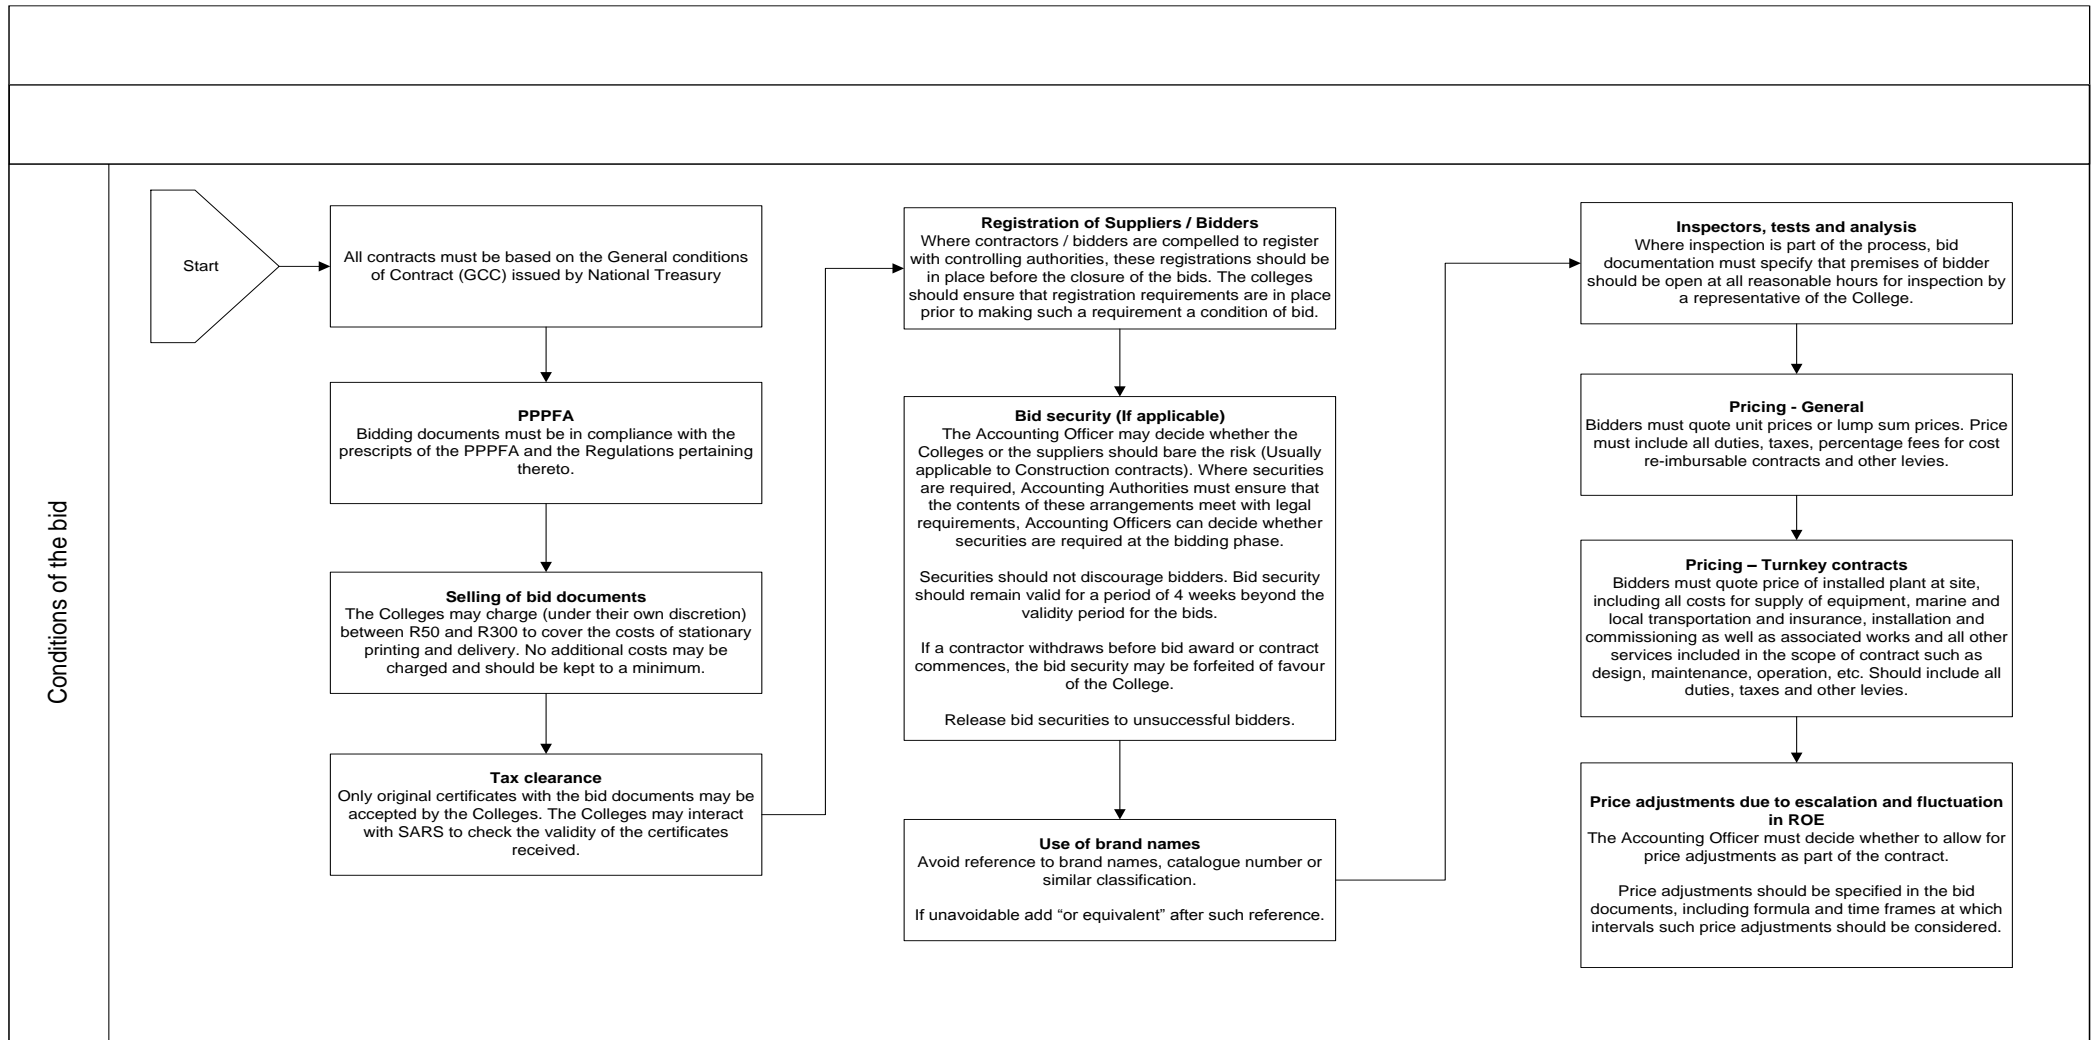 Conditions of the bid
Start
All contracts must be based on the General conditions
of Contract (GCC) issued by National Treasury
PPPFA
Bidding documents must be in compliance with the
prescripts of the PPPFA and the Regulations pertaining
thereto.
Selling of bid documents
The Colleges may charge (under their own discretion)
between R50 and R300 to cover the costs of stationary
printing and delivery. No additional costs may be
charged and should be kept to a minimum.
Tax clearance
Only original certificates with the bid documents may be
accepted by the Colleges. The Colleges may interact
with SARS to check the validity of the certificates
received.
Registration of Suppliers / Bidders
Where contractors / bidders are compelled to register
with controlling authorities, these registrations should be
in place before the closure of the bids. The colleges
should ensure that registration requirements are in place
prior to making such a requirement a condition of bid.
Bid security (If applicable)
The Accounting Officer may decide whether the
Colleges or the suppliers should bare the risk (Usually
applicable to Construction contracts). Where securities
are required, Accounting Authorities must ensure that
the contents of these arrangements meet with legal
requirements, Accounting Officers can decide whether
securities are required at the bidding phase.
Securities should not discourage bidders. Bid security
should remain valid for a period of 4 weeks beyond the
validity period for the bids.
If a contractor withdraws before bid award or contract
commences, the bid security may be forfeited of favour
of the College.
Release bid securities to unsuccessful bidders.
Use of brand names
Avoid reference to brand names, catalogue number or
similar classification.
If unavoidable add “or equivalent” after such reference.
Inspectors, tests and analysis
Where inspection is part of the process, bid
documentation must specify that premises of bidder
should be open at all reasonable hours for inspection by
a representative of the College.
Pricing - General
Bidders must quote unit prices or lump sum prices. Price
must include all duties, taxes, percentage fees for cost
re-imbursable contracts and other levies.
Pricing – Turnkey contracts
Bidders must quote price of installed plant at site,
including all costs for supply of equipment, marine and
local transportation and insurance, installation and
commissioning as well as associated works and all other
services included in the scope of contract such as
design, maintenance, operation, etc. Should include all
duties, taxes and other levies.
Price adjustments due to escalation and fluctuation
in ROE
The Accounting Officer must decide whether to allow for
price adjustments as part of the contract.
Price adjustments should be specified in the bid
documents, including formula and time frames at which
intervals such price adjustments should be considered.